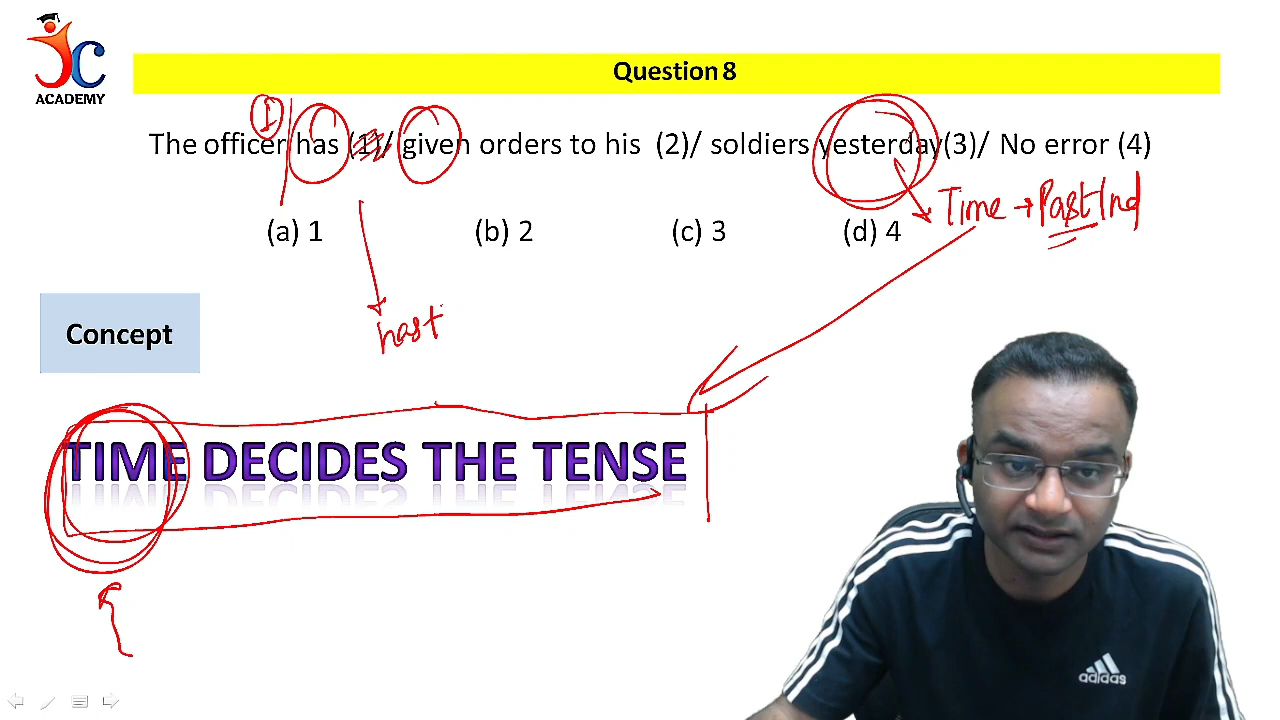 JC
ACADEMY
Question 8
I
The officer has (1)/ given orders to his (2)/ soldiers yesterday(3)/ No error (4)
Time → Past Ind
(a) 1 (b) 2 (c) 3 (d) 4
Concept
hast
TIME DECIDES THE TENSE
adidas